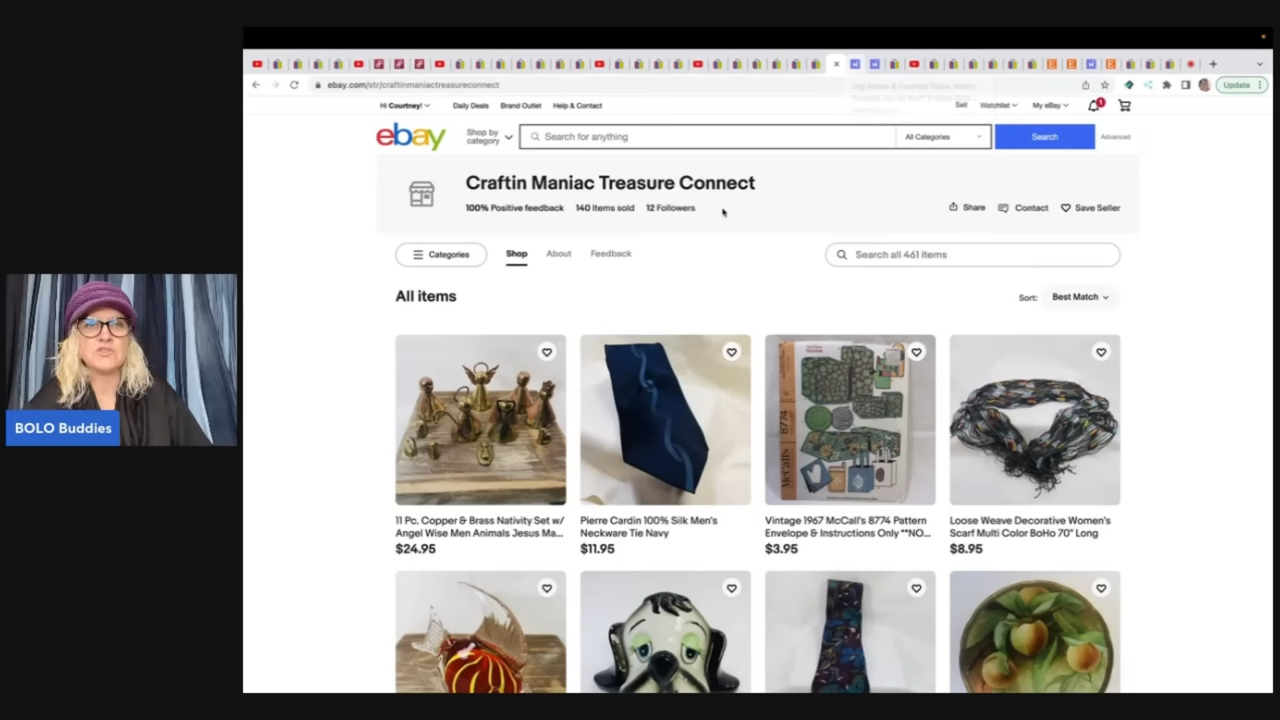 ebay.com/str/craftinmaniactreasureconnect
Update
Hi Courtney!
Daily Deals
Brand Outlet
Help & Contact
Sell
Watchlist
My eBay
1
ebay
Shop by
category
Search for anything
All Categories
Search
Advanced
Craftin Maniac Treasure Connect
100% Positive feedback
140 Items sold
12 Followers
Share
Contact
Save Seller
Categories
Shop
About
Feedback
Search all 461 items
All items
Sort:
Best Match
McCall's 8774
BOLO Buddies
11 Pc. Copper & Brass Nativity Set w/
Angel Wise Men Animals Jesus Ma...
$24.95
Pierre Cardin 100% Silk Men's
Neckware Tie Navy
$11.95
Vintage 1967 McCall's 8774 Pattern
Envelope & Instructions Only **NO...
$3.95
Loose Weave Decorative Women's
Scarf Multi Color BoHo 70" Long
$8.95